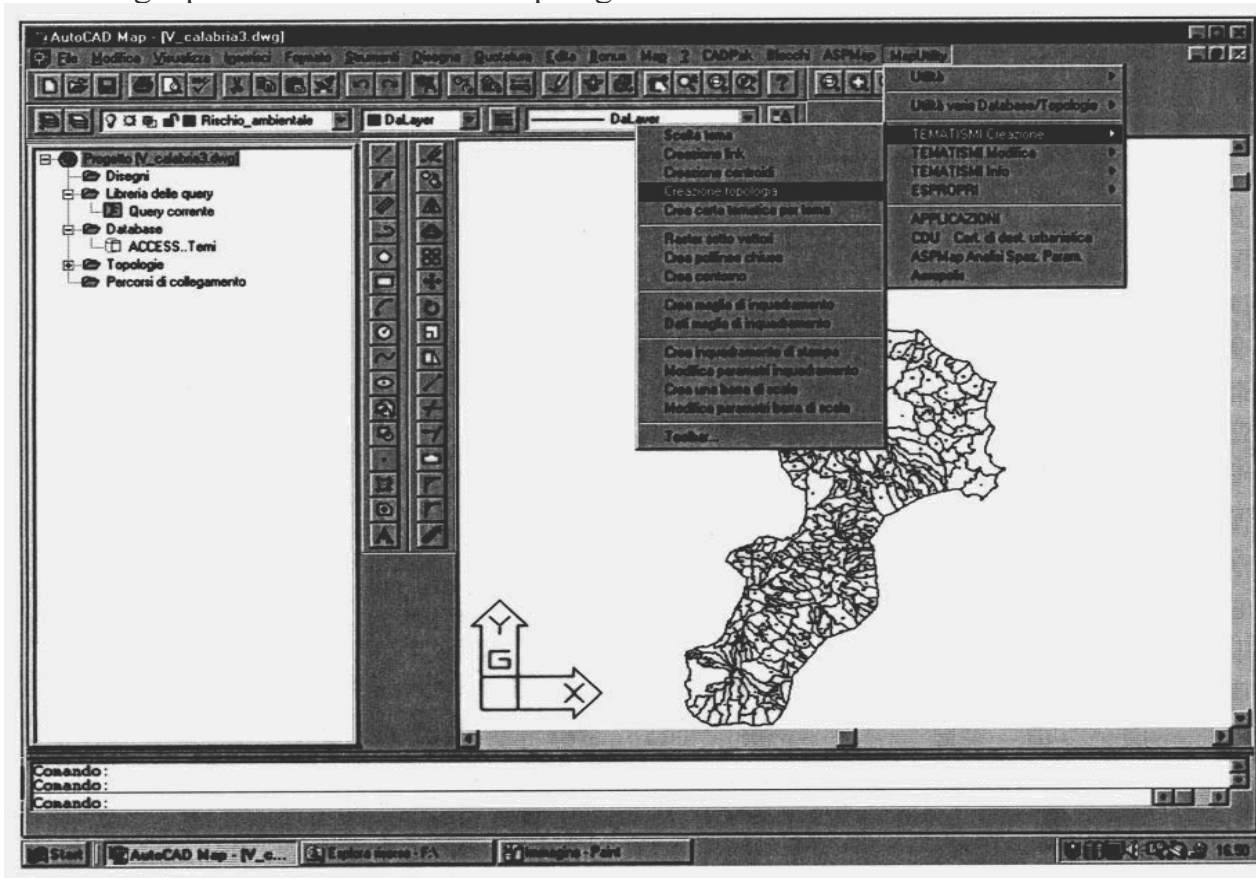 AutoCAD Map - [V_calabria3.dwg]
File Modifica Visualizza Inserisci Formato Strumenti Disegna Quotatura Edita Bonus Map ? CADPak Blocchi ASPMap MapUtility
Rischio_ambientale
DaLayer
DaLayer
Utilità
Utilità varie Database/Topologie
TEMATISMI Creazione
TEMATISMI Modifica
TEMATISMI Info
ESPROPRI
APPLICAZIONI
CDU Cert. di dest. urbanistica
ASPMap Analisi Spaz. Param.
Aeropolis
Scelta tema
Creazione link
Creazione centroidi
Creazione topologia
Crea carta tematica per tema
Raster sotto vettori
Crea polilinee chiuse
Crea contorno
Crea maglia di inquadramento
Dati maglia di inquadramento
Crea inquadramento di stampa
Modifica parametri inquadramento
Crea una barra di scala
Modifica parametri barra di scala
Toolbar...
Progetto [V_calabria3.dwg]
Disegni
Libreria delle query
Query corrente
Database
ACCESS..Temi
Topologie
Percorsi di collegamento
Y
G
X
Comando:
Comando:
Comando:
Start
AutoCAD Map - [V_c...
Esplora risorse - F:\
Immagine - Paint
16.50